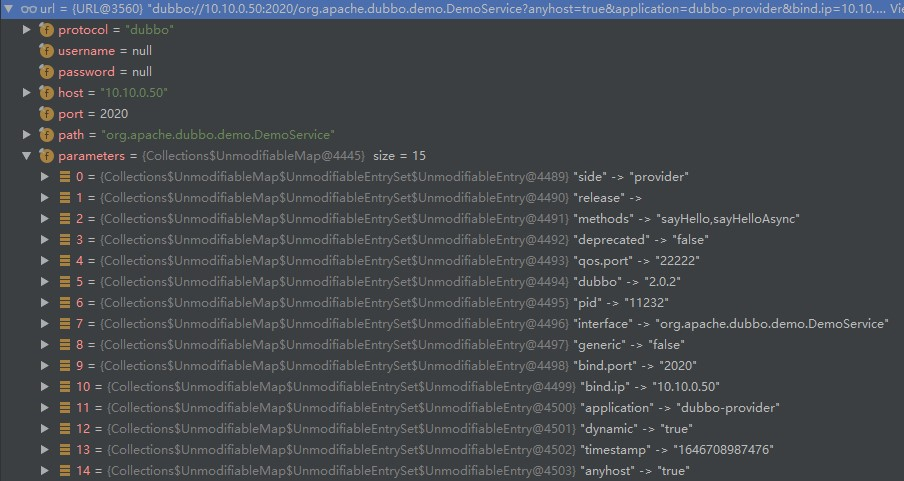 url = {URL@3560} "dubbo://10.10.0.50:2020/org.apache.dubbo.demo.DemoService?anyhost=true&application=dubbo-provider&bind.ip=10.10.... Vie
f protocol = "dubbo"
f username = null
f password = null
f host = "10.10.0.50"
f port = 2020
f path = "org.apache.dubbo.demo.DemoService"
f parameters = {Collections$UnmodifiableMap@4445} size = 15
0 = {Collections$UnmodifiableMap$UnmodifiableEntrySet$UnmodifiableEntry@4489} "side" -> "provider"
1 = {Collections$UnmodifiableMap$UnmodifiableEntrySet$UnmodifiableEntry@4490} "release" ->
2 = {Collections$UnmodifiableMap$UnmodifiableEntrySet$UnmodifiableEntry@4491} "methods" -> "sayHello,sayHelloAsync"
3 = {Collections$UnmodifiableMap$UnmodifiableEntrySet$UnmodifiableEntry@4492} "deprecated" -> "false"
4 = {Collections$UnmodifiableMap$UnmodifiableEntrySet$UnmodifiableEntry@4493} "qos.port" -> "22222"
5 = {Collections$UnmodifiableMap$UnmodifiableEntrySet$UnmodifiableEntry@4494} "dubbo" -> "2.0.2"
6 = {Collections$UnmodifiableMap$UnmodifiableEntrySet$UnmodifiableEntry@4495} "pid" -> "11232"
7 = {Collections$UnmodifiableMap$UnmodifiableEntrySet$UnmodifiableEntry@4496} "interface" -> "org.apache.dubbo.demo.DemoService"
8 = {Collections$UnmodifiableMap$UnmodifiableEntrySet$UnmodifiableEntry@4497} "generic" -> "false"
9 = {Collections$UnmodifiableMap$UnmodifiableEntrySet$UnmodifiableEntry@4498} "bind.port" -> "2020"
10 = {Collections$UnmodifiableMap$UnmodifiableEntrySet$UnmodifiableEntry@4499} "bind.ip" -> "10.10.0.50"
11 = {Collections$UnmodifiableMap$UnmodifiableEntrySet$UnmodifiableEntry@4500} "application" -> "dubbo-provider"
12 = {Collections$UnmodifiableMap$UnmodifiableEntrySet$UnmodifiableEntry@4501} "dynamic" -> "true"
13 = {Collections$UnmodifiableMap$UnmodifiableEntrySet$UnmodifiableEntry@4502} "timestamp" -> "1646708987476"
14 = {Collections$UnmodifiableMap$UnmodifiableEntrySet$UnmodifiableEntry@4503} "anyhost" -> "true"